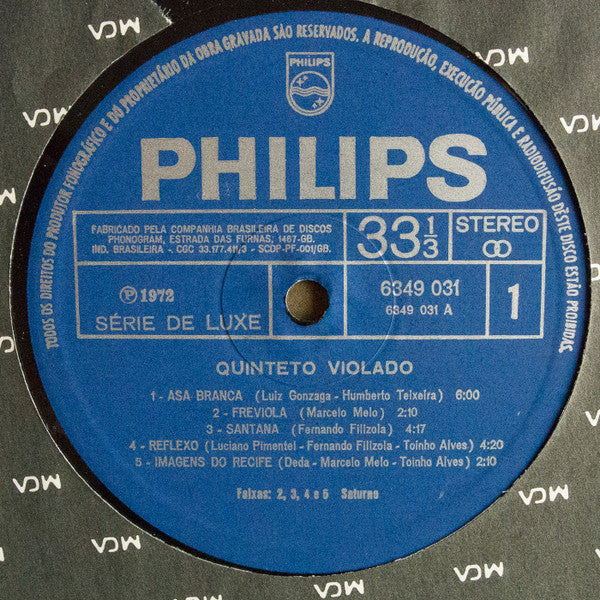 TODOS OS DIREITOS DO PRODUTOR FONOGRÁFICO E DO PROPRIETÁRIO DA OBRA GRAVADA SÃO RESERVADOS. A REPRODUÇÃO, EXECUÇÃO PÚBLICA E RADIODIFUSÃO DESTE DISCO ESTÃO PROIBIDAS.
PHILIPS
PHILIPS
FABRICADO PELA COMPANHIA BRASILEIRA DE DISCOS
PHONOGRAM, ESTRADA DAS FURNAS, 1467-GB.
IND. BRASILEIRA - CGC 33.177.411/3 - SCDP-PF-001/GB.
33 1/3
STEREO
Ⓟ 1972
SÉRIE DE LUXE
6349 031
6349 031 A
1
QUINTETO VIOLADO
1 - ASA BRANCA (Luiz Gonzaga - Humberto Teixeira) 6:00
2 - FREVIOLA (Marcelo Melo) 2:10
3 - SANTANA (Fernando Filizola) 4:17
4 - REFLEXO (Luciano Pimentel - Fernando Filizola - Toinho Alves) 4:20
5 - IMAGENS DO RECIFE (Deda - Marcelo Melo - Toinho Alves) 2:10
Faixas: 2, 3, 4 e 5 Saturno
MCA
MCA
MCA
MCA
MCA
MCA
MCA
MCA
MCA
MCA
MCA